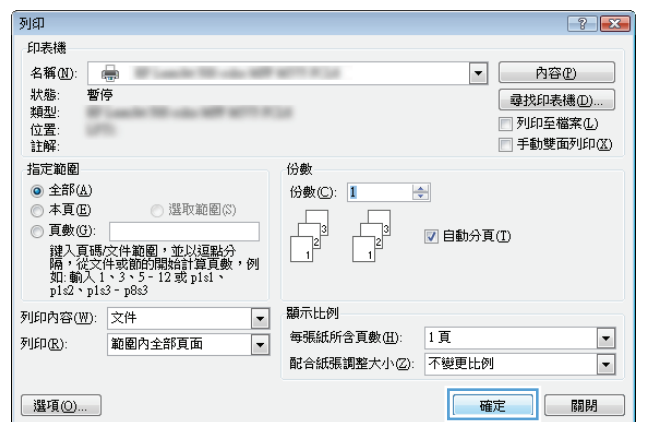 列印
印表機
名稱(N):
內容(P)
狀態: 暫停
尋找印表機(D)...
類型:
位置:
列印至檔案(L)
註解:
手動雙面列印(X)
指定範圍
全部(A)
本頁(E)
選取範圍(S)
頁數(G):
鍵入頁碼/文件範圍，並以逗點分
隔，從文件或節的開始計算頁數，例
如: 輸入 1、3、5 - 12 或 p1s1、
p1s2、p1s3 - p8s3
份數
份數(C): 1
1 2 3 1 2 3
自動分頁(T)
列印內容(W): 文件
列印(R): 範圍內全部頁面
顯示比例
每張紙所含頁數(H): 1 頁
配合紙張調整大小(Z): 不變更比例
選項(O)...
確定
關閉